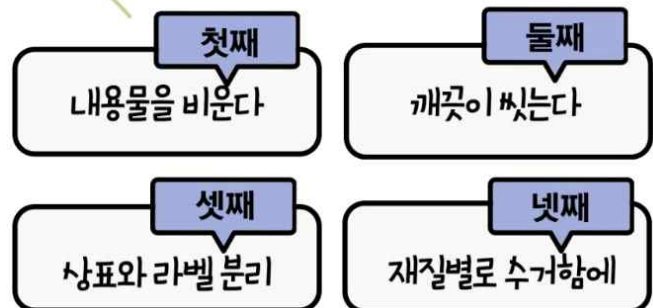 첫째
내용물을 비운다
둘째
깨끗이 씻는다
셋째
상표와 라벨 분리
넷째
재질별로 수거함에